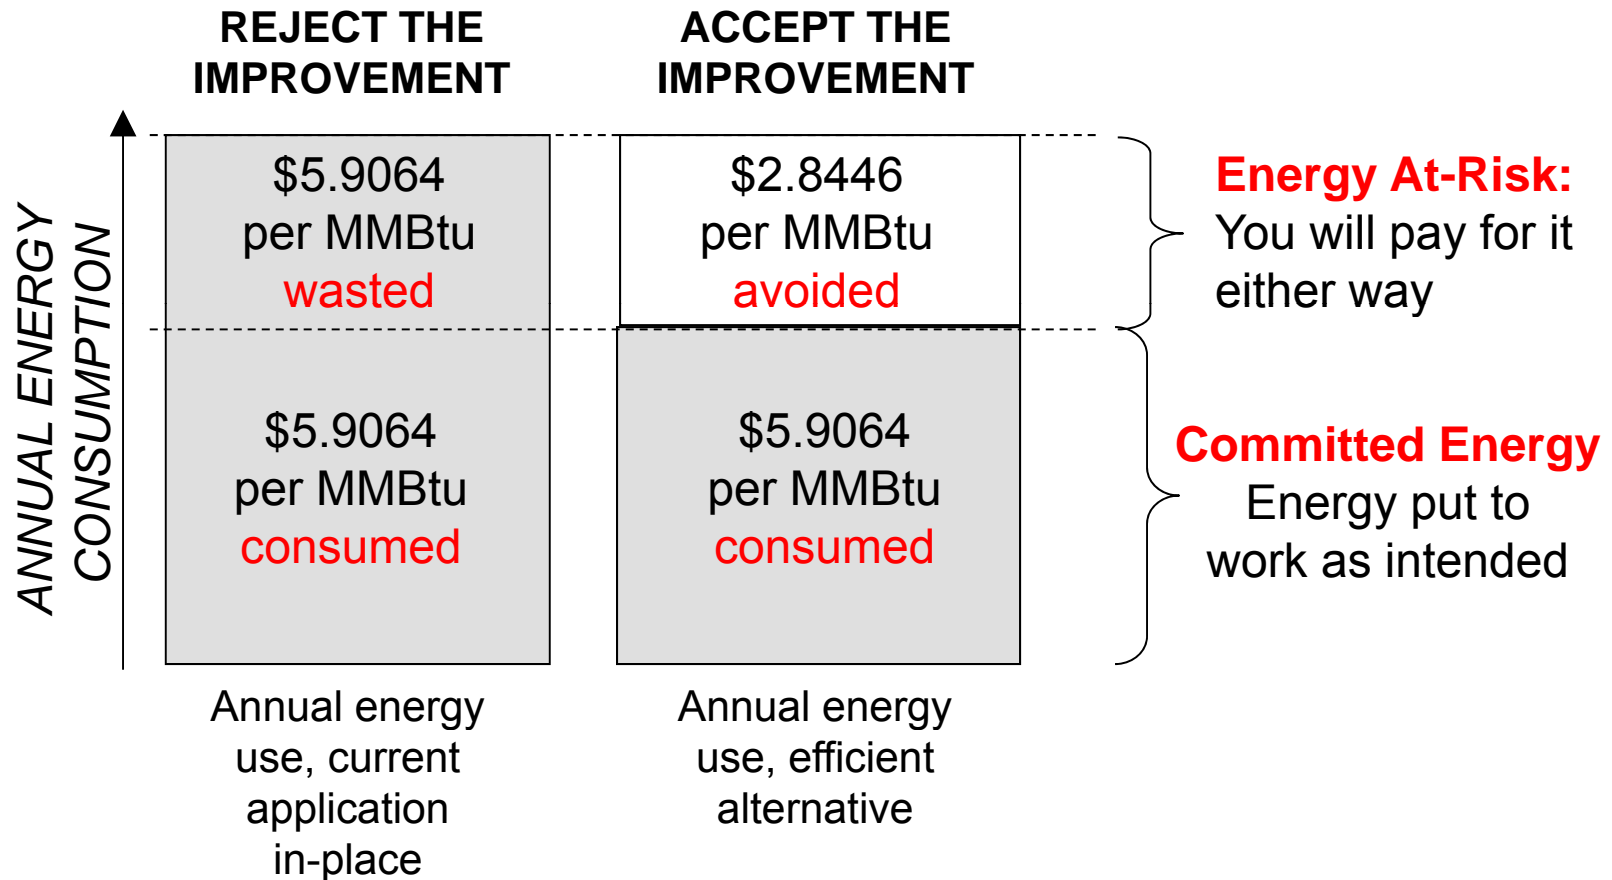 REJECT THE
IMPROVEMENT
ACCEPT THE
IMPROVEMENT
ANNUAL ENERGY
CONSUMPTION
$5.9064
per MMBtu
wasted
$2.8446
per MMBtu
avoided
Energy At-Risk:
You will pay for it
either way
$5.9064
per MMBtu
consumed
$5.9064
per MMBtu
consumed
Committed Energy
Energy put to
work as intended
Annual energy
use, current
application
in-place
Annual energy
use, efficient
alternative